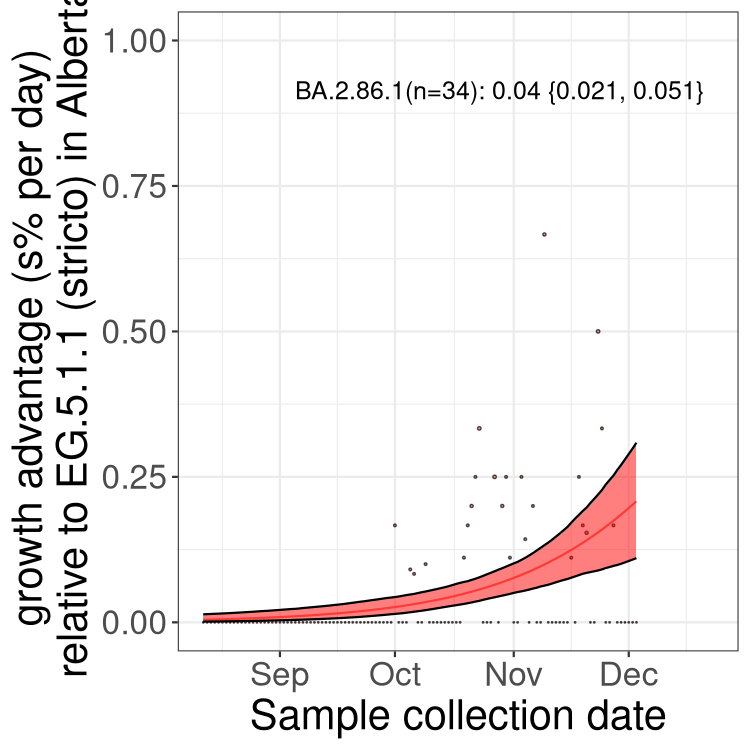 growth advantage (s% per day)
relative to EG.5.1.1 (stricto) in Alberta
1.00
0.75
0.50
0.25
0.00
BA.2.86.1(n=34): 0.04 {0.021, 0.051}
Sep Oct Nov Dec
Sample collection date